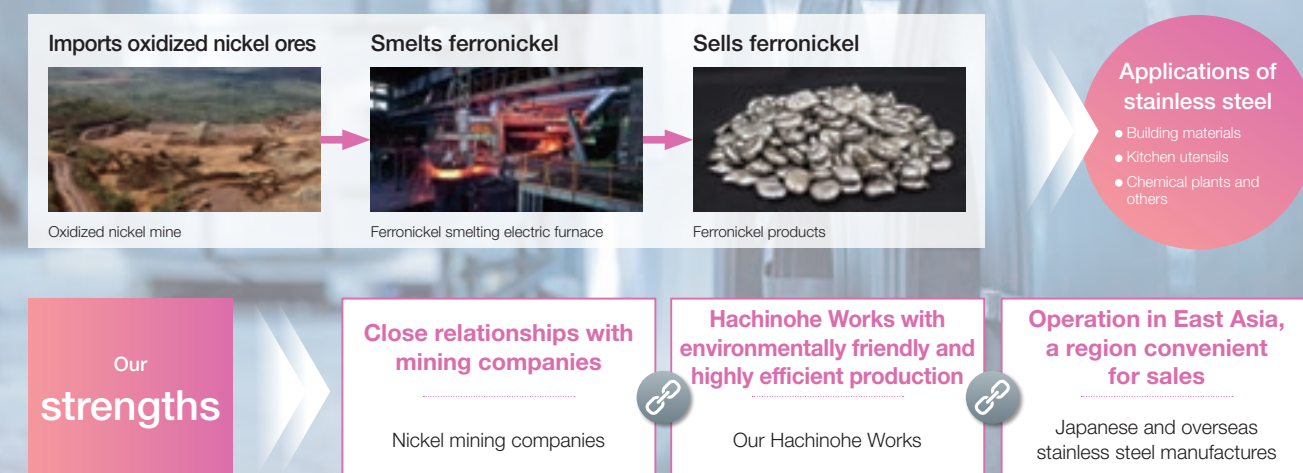 Imports oxidized nickel ores
Smelts ferronickel
Sells ferronickel
Oxidized nickel mine
Ferronickel smelting electric furnace
Ferronickel products
Applications of
stainless steel
● Building materials
● Kitchen utensils
● Chemical plants and
others
Our
strengths
Close relationships with
mining companies
Nickel mining companies
Hachinohe Works with
environmentally friendly and
highly efficient production
Our Hachinohe Works
Operation in East Asia,
a region convenient
for sales
Japanese and overseas
stainless steel manufactures